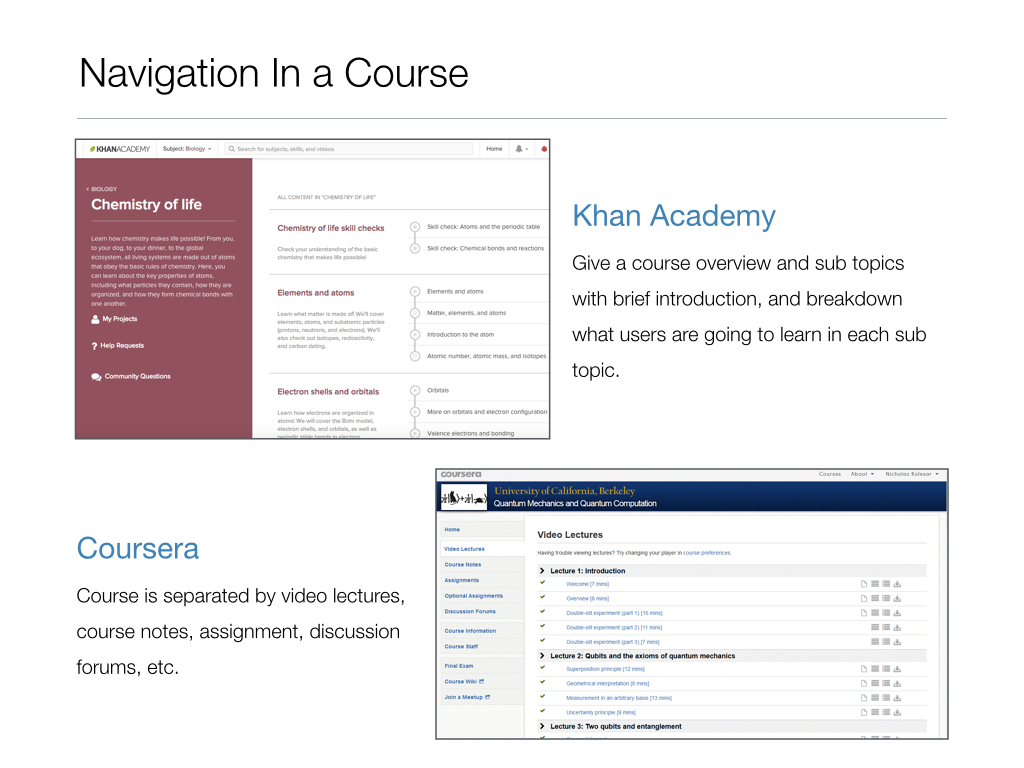 Navigation In a Course
KHANACADEMY
Subject: Biology
Search for subjects, skills, and videos
Home
BIOLOGY
Chemistry of life
Learn how chemistry makes life possible! From you,
to your dog, to your dinner, to the global
ecosystem, all living systems are made out of atoms
that obey the basic rules of chemistry. Here, you
can learn about the key properties of atoms,
including what particles they contain, how they are
organized, and how they form chemical bonds with
one another.
My Projects
Help Requests
Community Questions
ALL CONTENT IN "CHEMISTRY OF LIFE"
Chemistry of life skill checks
Check your understanding of the basic
chemistry that makes life possible!
Skill check: Atoms and the periodic table
Skill check: Chemical bonds and reactions
Elements and atoms
Learn what matter is made of! We'll cover
elements, atoms, and subatomic particles
(protons, neutrons, and electrons). We'll
also check out isotopes, radioactivity,
and carbon dating.
Elements and atoms
Matter, elements, and atoms
Introduction to the atom
Atomic number, atomic mass, and isotopes
Electron shells and orbitals
Learn how electrons are organized in
atoms! We will cover the Bohr model,
electron shells, and orbitals, as well as
periodic table trends in electron
Orbitals
More on orbitals and electron configuration
Valence electrons and bonding
Khan Academy
Give a course overview and sub topics
with brief introduction, and breakdown
what users are going to learn in each sub
topic.
Coursera
Course is separated by video lectures,
course notes, assignment, discussion
forums, etc.
coursera
Courses
About
Nicholas Kolesar
University of California, Berkeley
Quantum Mechanics and Quantum Computation
Home
Video Lectures
Course Notes
Assignments
Optional Assignments
Discussion Forums
Course Information
Course Staff
Final Exam
Course Wiki
Join a Meetup
Video Lectures
Having trouble viewing lectures? Try changing your player in course preferences.
Lecture 1: Introduction
Welcome [7 mins]
Overview [8 mins]
Double-slit experiment (part 1) [16 mins]
Double-slit experiment (part 2) [11 mins]
Double-slit experiment (part 3) [7 mins]
Lecture 2: Qubits and the axioms of quantum mechanics
Superposition principle [12 mins]
Geometrical interpretation [8 mins]
Measurement in an arbitrary basis [13 mins]
Uncertainty principle [9 mins]
Lecture 3: Two qubits and entanglement